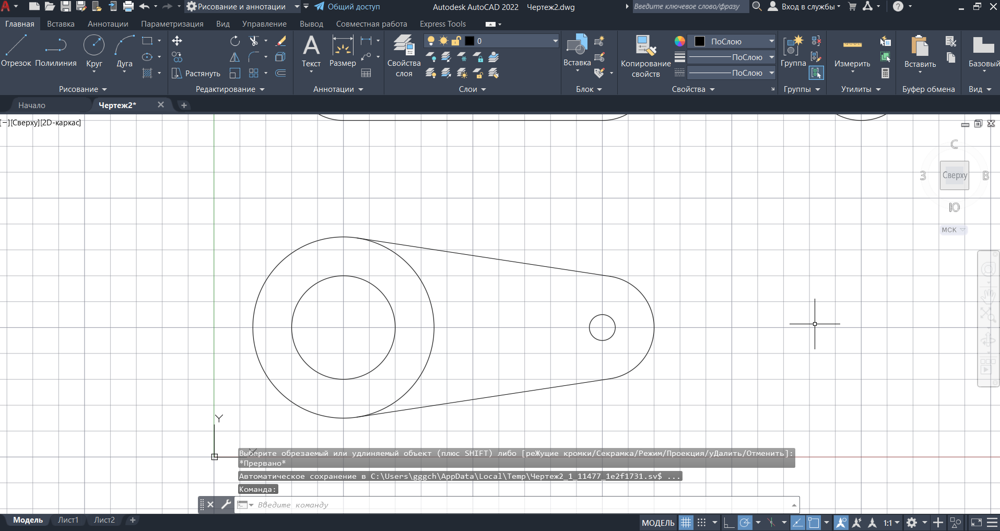 Рисование и аннотации
Общий доступ
Autodesk AutoCAD 2022 Чертеж2.dwg
Введите ключевое слово/фразу
Вход в службы
Главная Вставка Аннотации Параметризация Вид Управление Вывод Совместная работа Express Tools
0
ПоСлою
Отрезок Полилиния Круг Дуга
Текст Размер
Свойства слоя
Вставка
Копирование свойств
ПоСлою
Группа
Измерить
Вставить
Базовый
Растянуть
ПоСлою
Рисование Редактирование Аннотации Слои Блок Свойства Группы Утилиты Буфер обмена Вид
Начало Чертеж2*
[−][Сверху][2D-каркас]
С
З Сверху В
Ю
МСК
Y
X
Выберите обрезаемый или удлиняемый объект (плюс SHIFT) либо [реЖущие кромки/Секрамка/Режим/Проекция/уДалить/Отменить]:
*Прервано*
Автоматическое сохранение в C:\Users\gggch\AppData\Local\Temp\Чертеж2_1_11477_1e2f1731.sv$ ...
Команда:
Введите команду
Модель Лист1 Лист2
МОДЕЛЬ
1:1